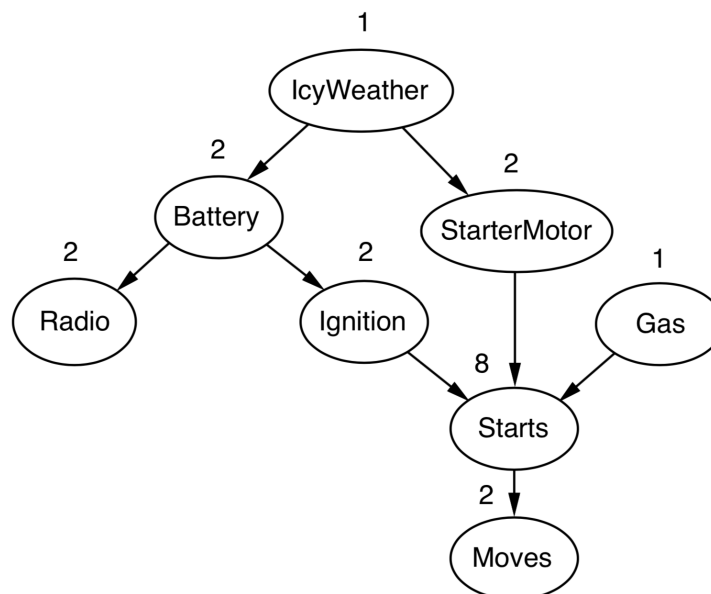 1
IcyWeather
2
2
Battery
StarterMotor
2
2
1
Radio
Ignition
Gas
8
Starts
2
Moves